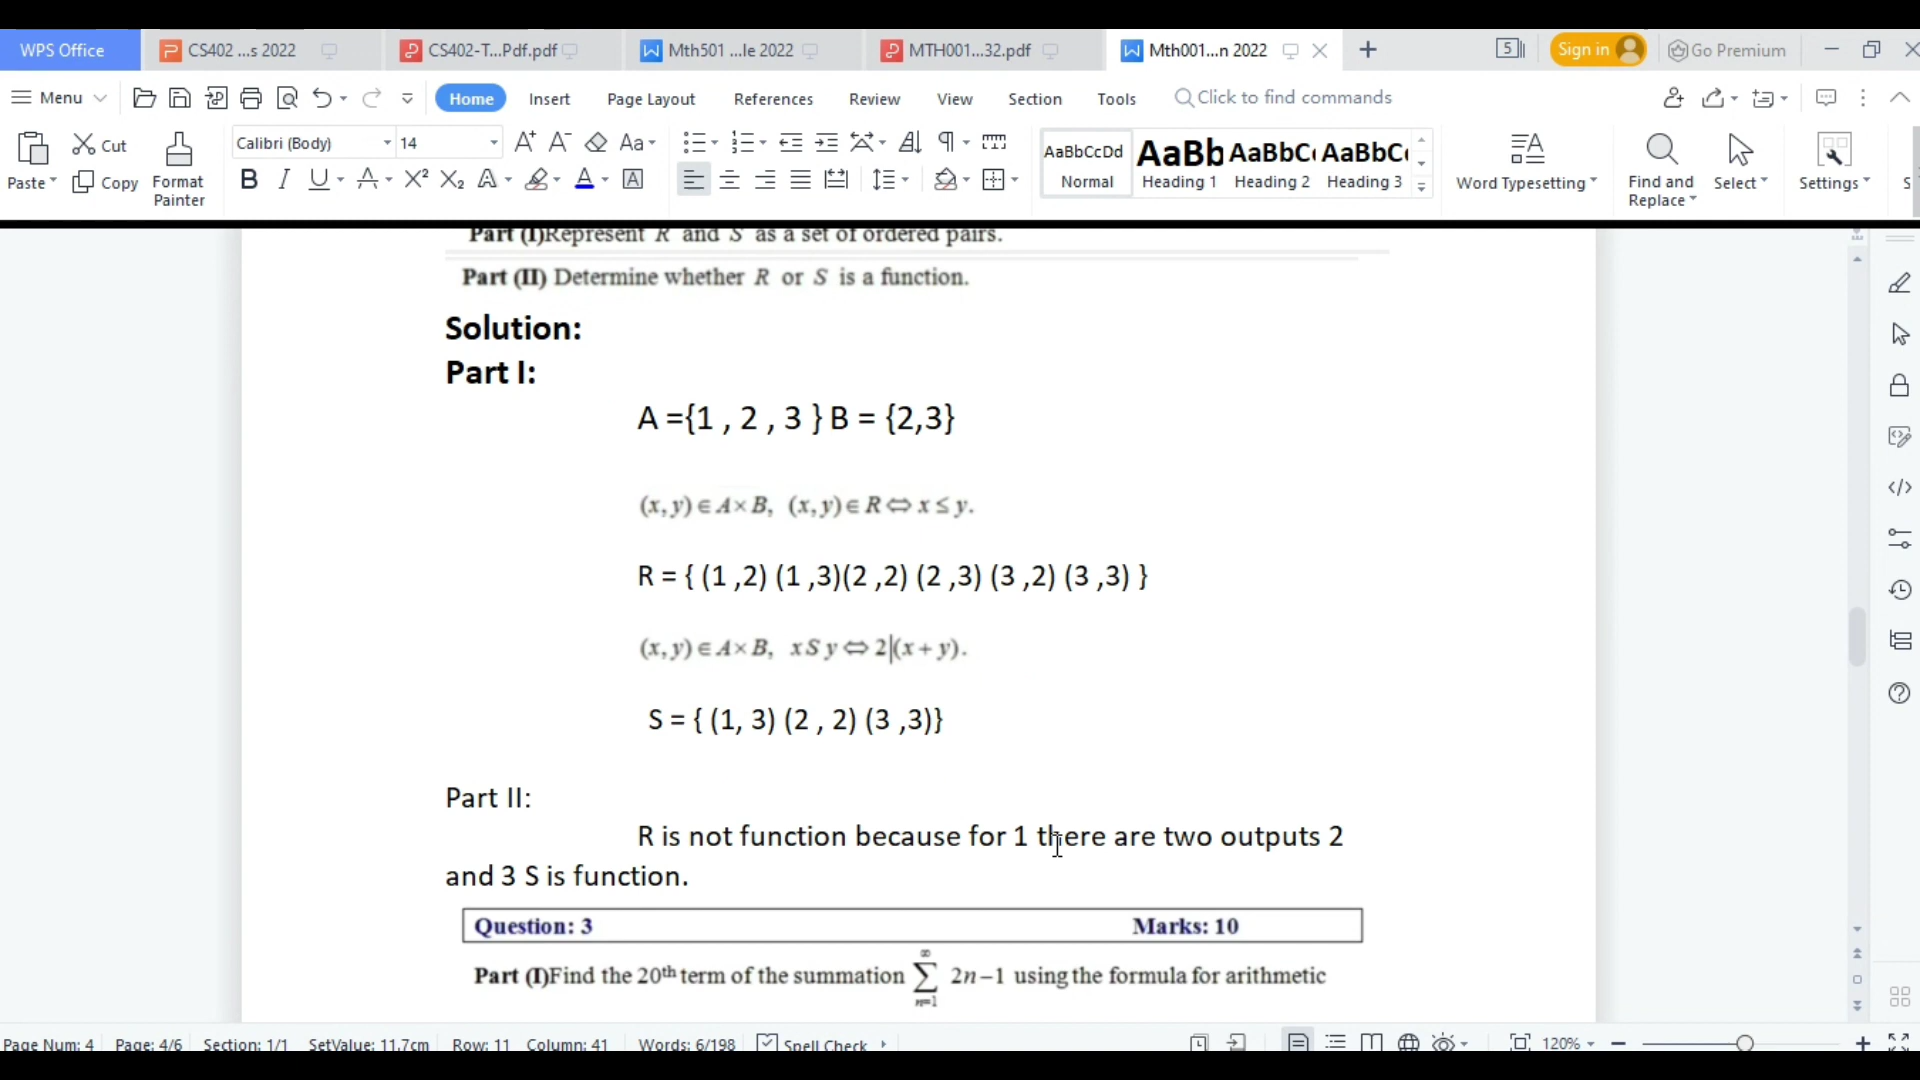 WPS Office CS402 ...s 2022 CS402-T...Pdf.pdf Mth501 ...le 2022 MTH001...32.pdf Mth001...n 2022 + 5 Sign in Go Premium
Menu Home Insert Page Layout References Review View Section Tools Click to find commands
Paste Cut Copy Format Painter Calibri (Body) 14 AaBbCcDd Normal AaBb Heading 1 AaBbC Heading 2 AaBbC Heading 3 Word Typesetting Find and Replace Select Settings S
Part (I)Represent R and S as a set of ordered pairs.
Part (II) Determine whether R or S is a function.
Solution:
Part I:
A ={1 , 2 , 3 } B = {2,3}
(x, y) ∈ A × B, (x, y) ∈ R ⇔ x ≤ y.
R = { (1 ,2) (1 ,3)(2 ,2) (2 ,3) (3 ,2) (3 ,3) }
(x, y) ∈ A × B, x S y ⇔ 2|(x + y).
S = { (1, 3) (2 , 2) (3 ,3)}
Part II:
R is not function because for 1 there are two outputs 2
and 3 S is function.
Question: 3 Marks: 10
Part (I)Find the 20th term of the summation ∞ ∑ n=1 2n−1 using the formula for arithmetic
Page Num: 4 Page: 4/6 Section: 1/1 SetValue: 11.7cm Row: 11 Column: 41 Words: 6/198 Spell Check 120%